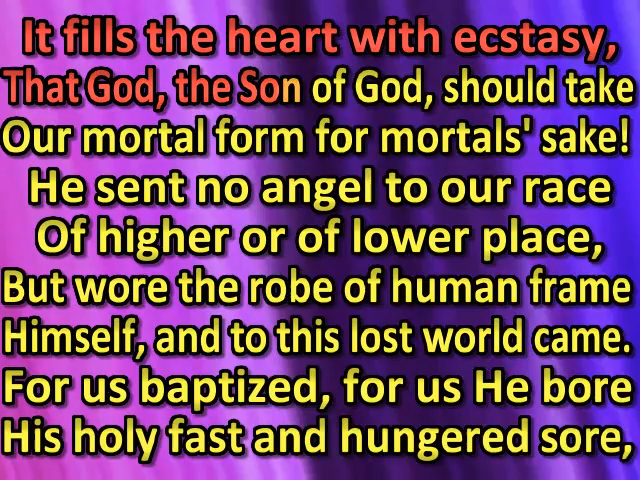 It fills the heart with ecstasy,
That God, the Son of God, should take
Our mortal form for mortals' sake!
He sent no angel to our race
Of higher or of lower place,
But wore the robe of human frame
Himself, and to this lost world came.
For us baptized, for us He bore
His holy fast and hungered sore,